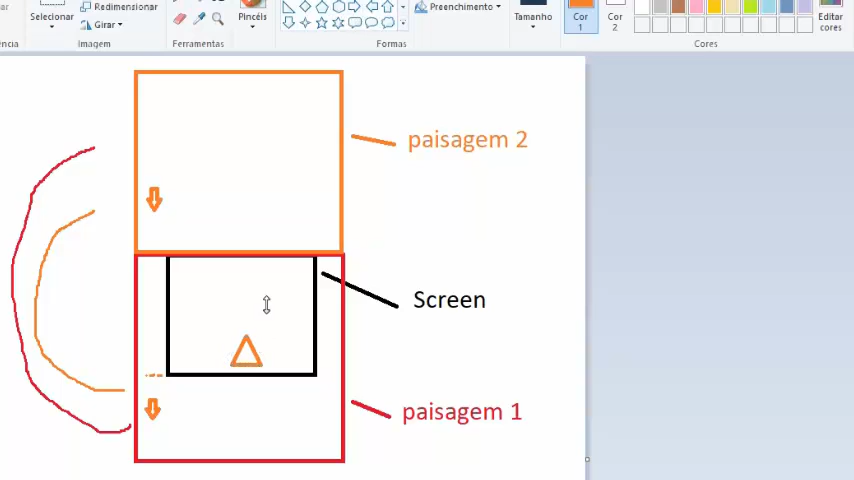 Selecionar
Redimensionar
Girar
Imagem
Pincéis
Ferramentas
Preenchimento
Formas
Tamanho
Cor
1
Cor
2
Editar
cores
Cores
paisagem 2
Screen
paisagem 1